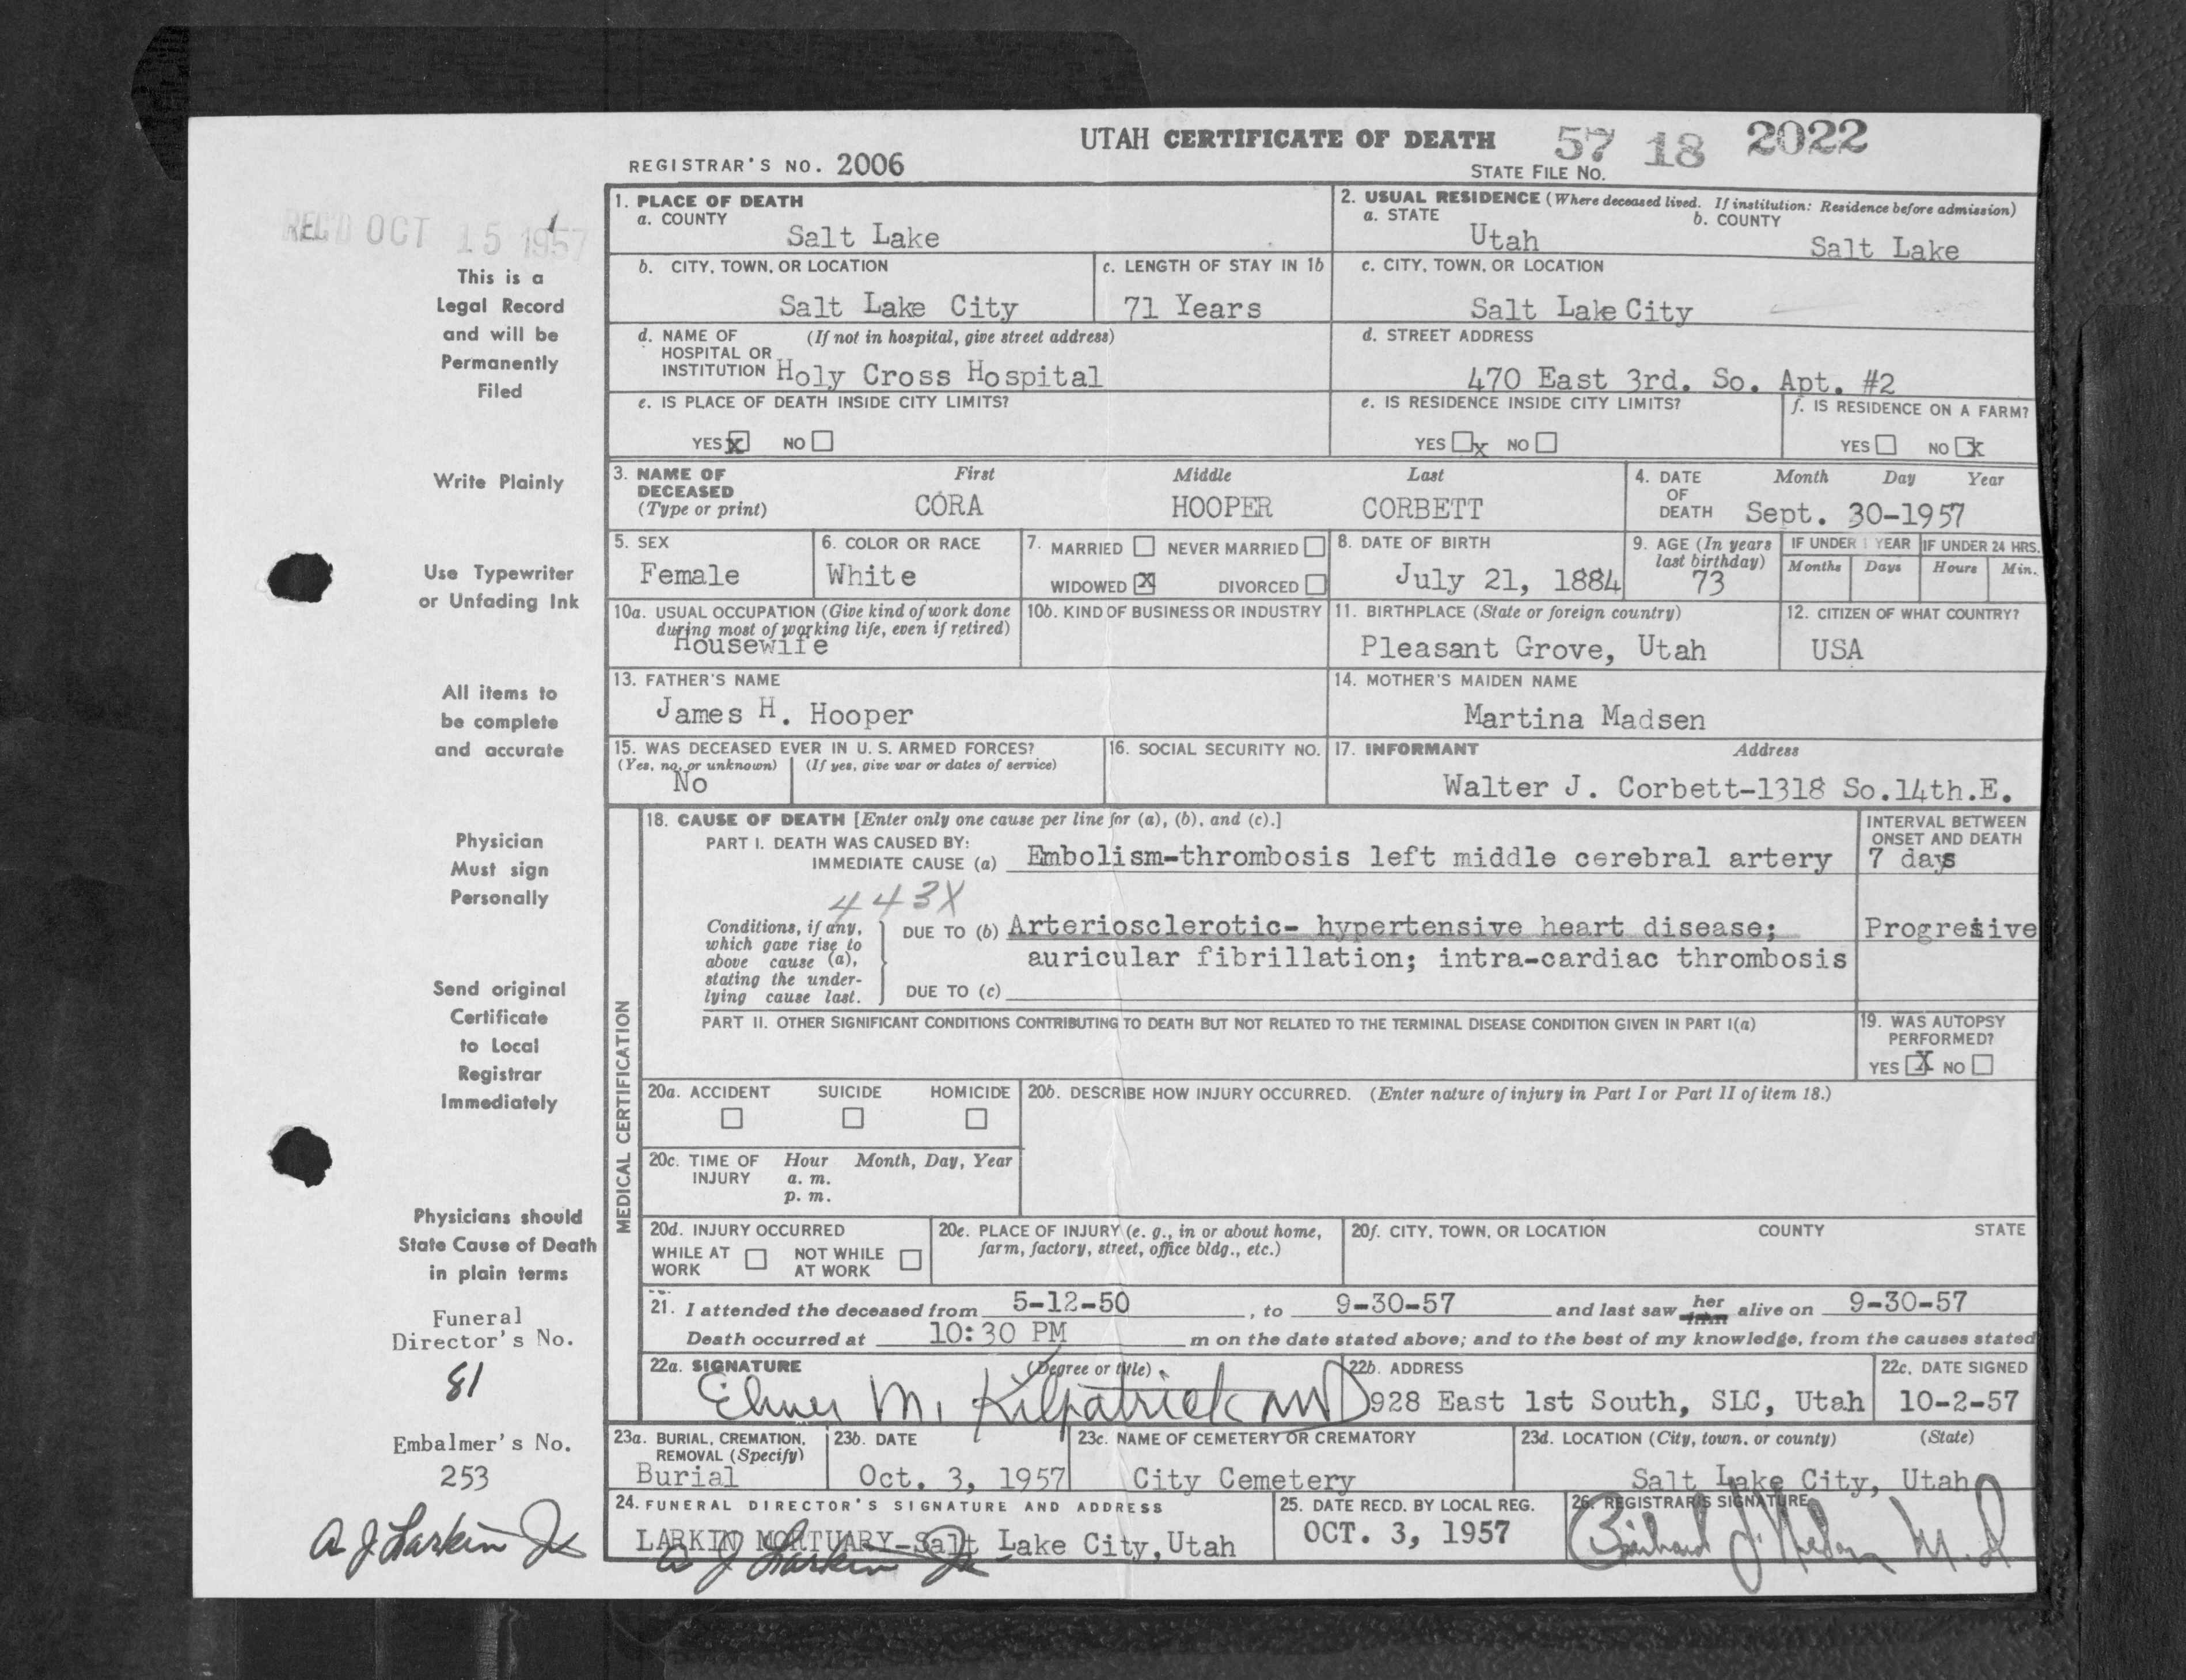 UTAH CERTIFICATE OF DEATH 57 18 2022
REGISTRAR'S NO. 2006
STATE FILE NO.
REC'D OCT 15 1957
This is a
Legal Record
and will be
Permanently
Filed
Write Plainly
Use Typewriter
or Unfading Ink
All items to
be complete
and accurate
Physician
Must sign
Personally
Send original
Certificate
to Local
Registrar
Immediately
Physicians should
State Cause of Death
in plain terms
Funeral
Director's No.
81
Embalmer's No.
253
A J Larkin Jr
1. PLACE OF DEATH
a. COUNTY
Salt Lake
2. USUAL RESIDENCE (Where deceased lived. If institution: Residence before admission)
a. STATE b. COUNTY
Utah Salt Lake
b. CITY, TOWN, OR LOCATION
Salt Lake City
c. LENGTH OF STAY IN 1b
71 Years
c. CITY, TOWN, OR LOCATION
Salt Lake City
d. NAME OF (If not in hospital, give street address)
HOSPITAL OR
INSTITUTION Holy Cross Hospital
d. STREET ADDRESS
470 East 3rd. So. Apt. #2
e. IS PLACE OF DEATH INSIDE CITY LIMITS?
YES X NO
e. IS RESIDENCE INSIDE CITY LIMITS?
YES X NO
f. IS RESIDENCE ON A FARM?
YES NO X
3. NAME OF First Middle Last
DECEASED
(Type or print) CORA HOOPER CORBETT
4. DATE Month Day Year
OF
DEATH Sept. 30-1957
5. SEX
Female
6. COLOR OR RACE
White
7. MARRIED NEVER MARRIED
WIDOWED X DIVORCED
8. DATE OF BIRTH
July 21, 1884
9. AGE (In years
last birthday)
73
IF UNDER 1 YEAR
Months Days
IF UNDER 24 HRS.
Hours Min.
10a. USUAL OCCUPATION (Give kind of work done
during most of working life, even if retired)
Housewife
10b. KIND OF BUSINESS OR INDUSTRY
11. BIRTHPLACE (State or foreign country)
Pleasant Grove, Utah
12. CITIZEN OF WHAT COUNTRY?
USA
13. FATHER'S NAME
James H. Hooper
14. MOTHER'S MAIDEN NAME
Martina Madsen
15. WAS DECEASED EVER IN U. S. ARMED FORCES?
(Yes, no, or unknown) (If yes, give war or dates of service)
No
16. SOCIAL SECURITY NO.
17. INFORMANT Address
Walter J. Corbett-1318 So.14th.E.
MEDICAL CERTIFICATION
18. CAUSE OF DEATH [Enter only one cause per line for (a), (b), and (c).]
PART I. DEATH WAS CAUSED BY:
IMMEDIATE CAUSE (a) Embolism-thrombosis left middle cerebral artery
INTERVAL BETWEEN
ONSET AND DEATH
7 days
443X
Conditions, if any,
which gave rise to
above cause (a),
stating the under-
lying cause last.
DUE TO (b) Arteriosclerotic- hypertensive heart disease;
auricular fibrillation; intra-cardiac thrombosis
Progresive
DUE TO (c)
PART II. OTHER SIGNIFICANT CONDITIONS CONTRIBUTING TO DEATH BUT NOT RELATED TO THE TERMINAL DISEASE CONDITION GIVEN IN PART I(a)
19. WAS AUTOPSY
PERFORMED?
YES X NO
20a. ACCIDENT SUICIDE HOMICIDE
20b. DESCRIBE HOW INJURY OCCURRED. (Enter nature of injury in Part I or Part II of item 18.)
20c. TIME OF Hour Month, Day, Year
INJURY a. m.
p. m.
20d. INJURY OCCURRED
WHILE AT NOT WHILE
WORK AT WORK
20e. PLACE OF INJURY (e. g., in or about home,
farm, factory, street, office bldg., etc.)
20f. CITY, TOWN, OR LOCATION COUNTY STATE
21. I attended the deceased from 5-12-50, to 9-30-57 and last saw her alive on 9-30-57
Death occurred at 10:30 PM m on the date stated above; and to the best of my knowledge, from the causes stated
22a. SIGNATURE (Degree or title)
Elmer M. Kilpatrick MD
22b. ADDRESS
928 East 1st South, SLC, Utah
22c. DATE SIGNED
10-2-57
23a. BURIAL, CREMATION,
REMOVAL (Specify)
Burial
23b. DATE
Oct. 3, 1957
23c. NAME OF CEMETERY OR CREMATORY
City Cemetery
23d. LOCATION (City, town, or county) (State)
Salt Lake City, Utah
24. FUNERAL DIRECTOR'S SIGNATURE AND ADDRESS
LARKIN MORTUARY-Salt Lake City, Utah
A J Larkin Jr
25. DATE RECD. BY LOCAL REG.
OCT. 3, 1957
26. REGISTRAR'S SIGNATURE
M.D